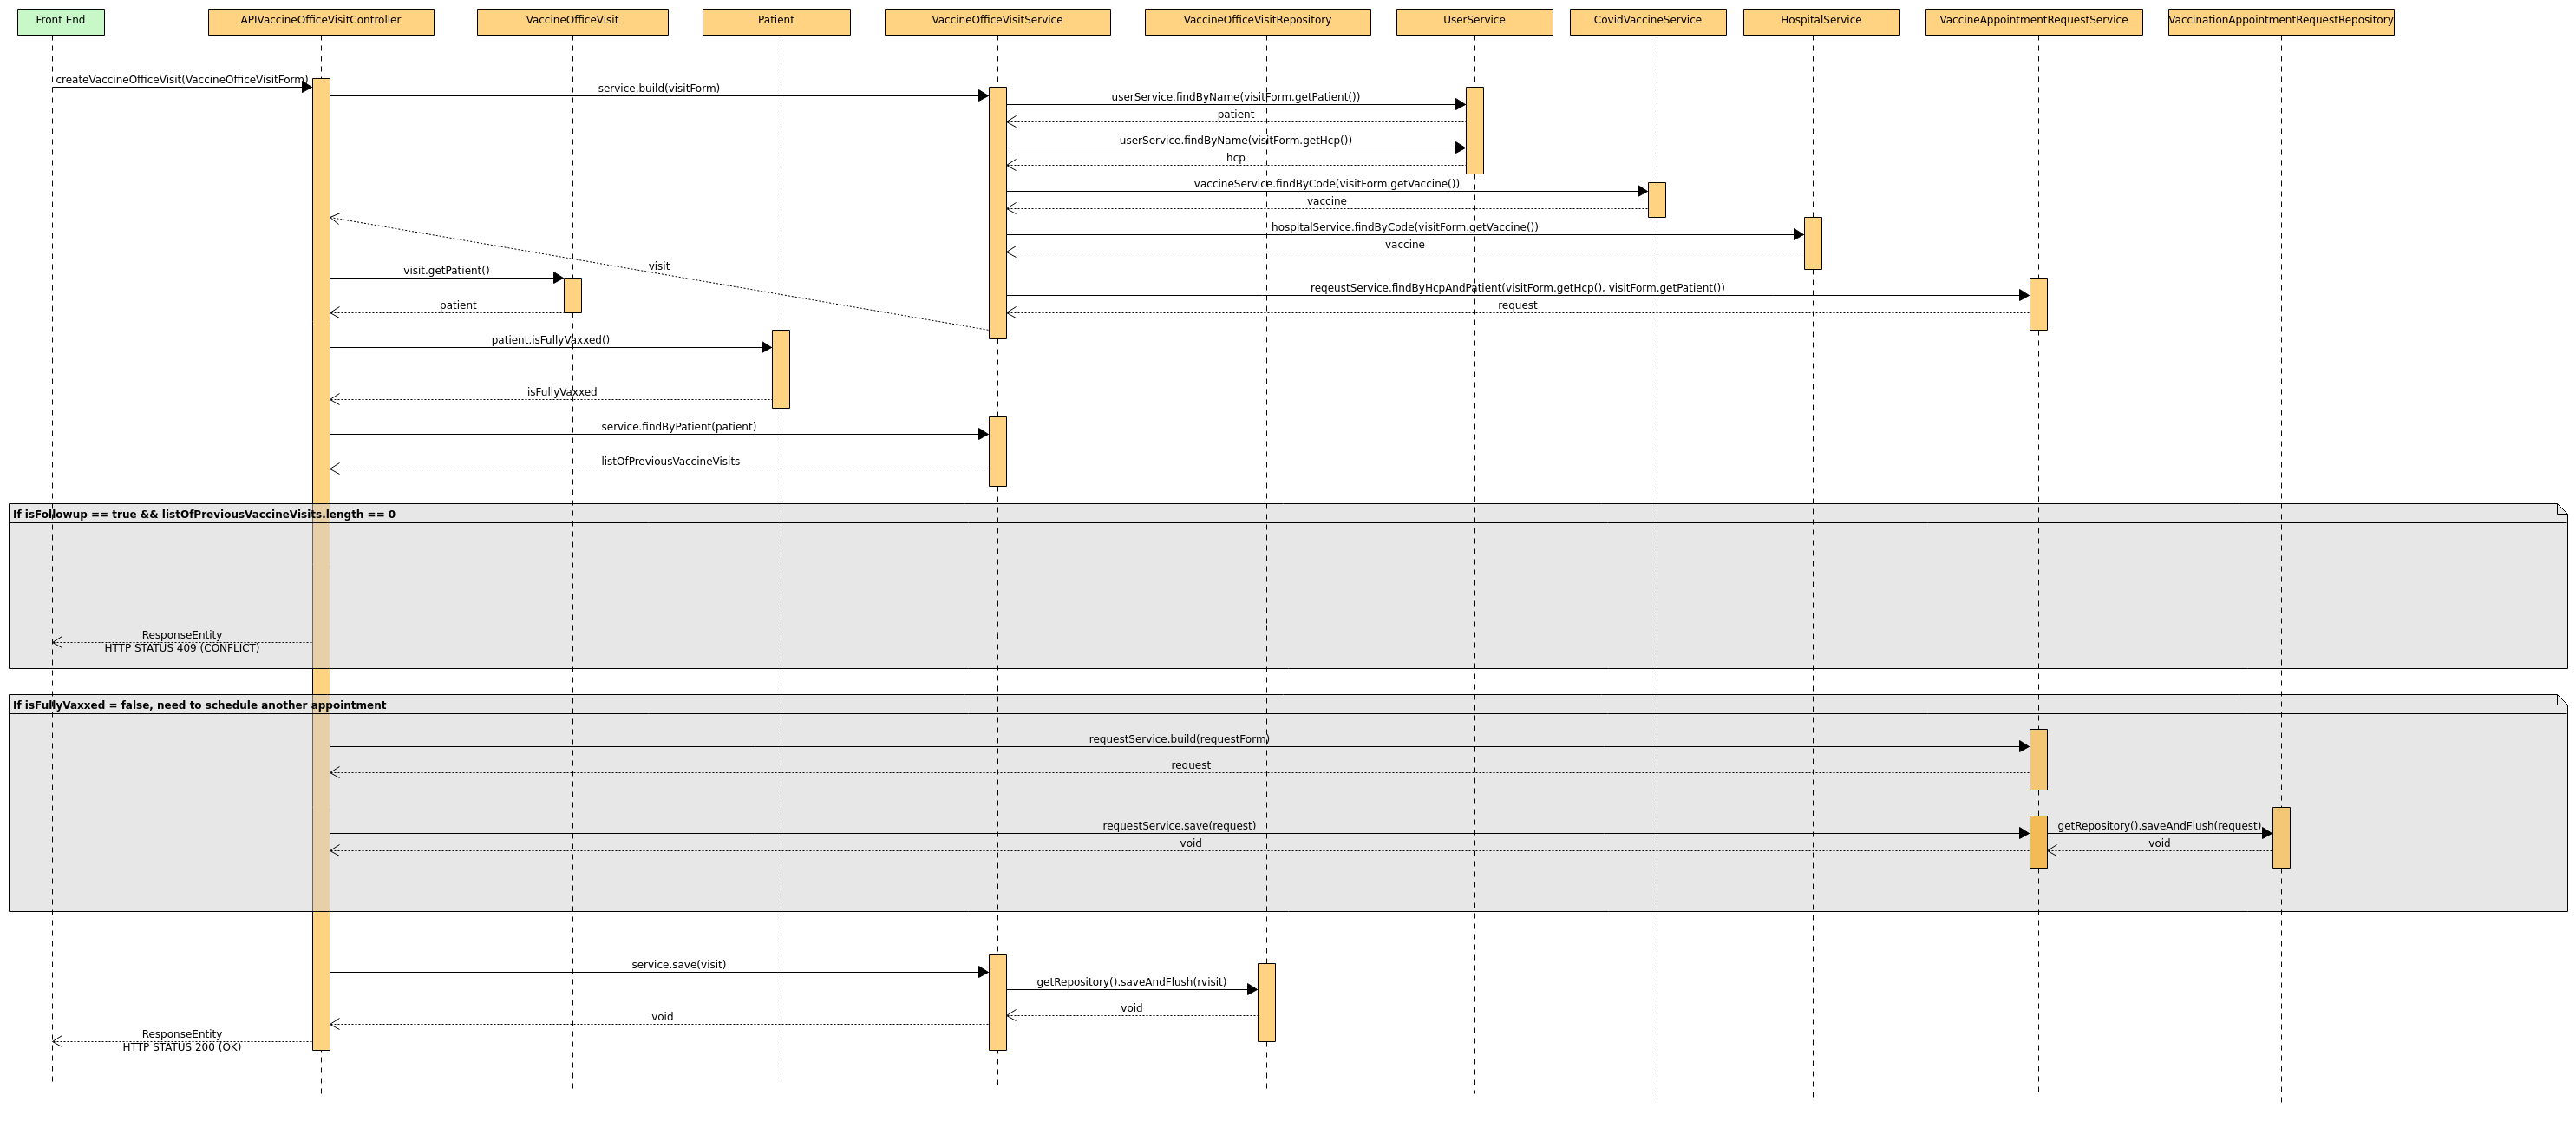 Front End
APIVaccineOfficeVisitController
VaccineOfficeVisit
Patient
VaccineOfficeVisitService
VaccineOfficeVisitRepository
UserService
CovidVaccineService
HospitalService
VaccineAppointmentRequestService
VaccinationAppointmentRequestRepository
createVaccineOfficeVisit(VaccineOfficeVisitForm)
service.build(visitForm)
userService.findByName(visitForm.getPatient())
patient
userService.findByName(visitForm.getHcp())
hcp
vaccineService.findByCode(visitForm.getVaccine())
vaccine
hospitalService.findByCode(visitForm.getVaccine())
vaccine
visit
visit.getPatient()
reqeustService.findByHcpAndPatient(visitForm.getHcp(), visitForm.getPatient())
patient
request
patient.isFullyVaxxed()
isFullyVaxxed
service.findByPatient(patient)
listOfPreviousVaccineVisits
If isFollowup == true && listOfPreviousVaccineVisits.length == 0
ResponseEntity
HTTP STATUS 409 (CONFLICT)
If isFullyVaxxed = false, need to schedule another appointment
requestService.build(requestForm)
request
requestService.save(request)
getRepository().saveAndFlush(request)
void
void
service.save(visit)
getRepository().saveAndFlush(rvisit)
void
void
ResponseEntity
HTTP STATUS 200 (OK)